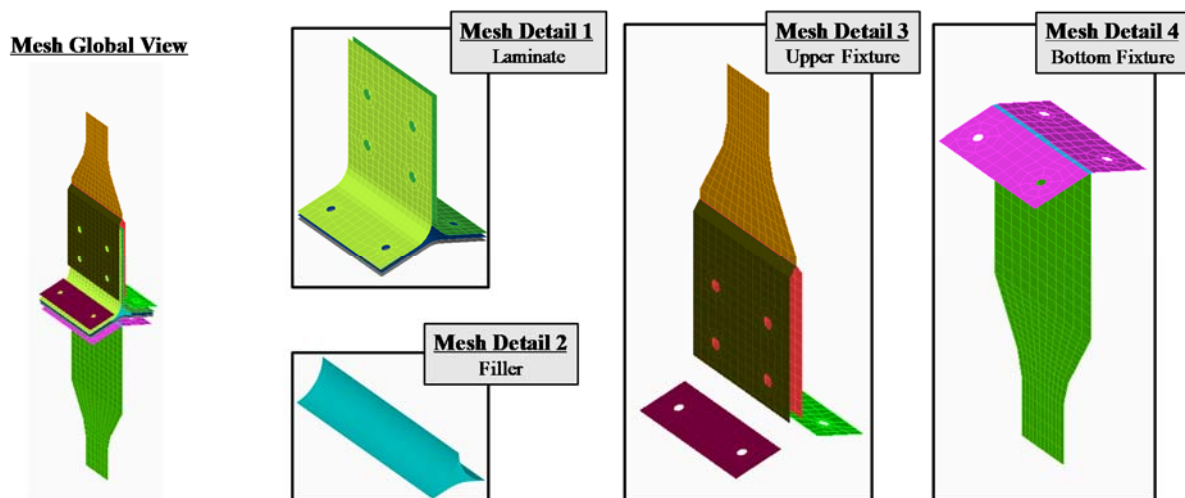 Mesh Global View
Mesh Detail 1
Laminate
Mesh Detail 2
Filler
Mesh Detail 3
Upper Fixture
Mesh Detail 4
Bottom Fixture